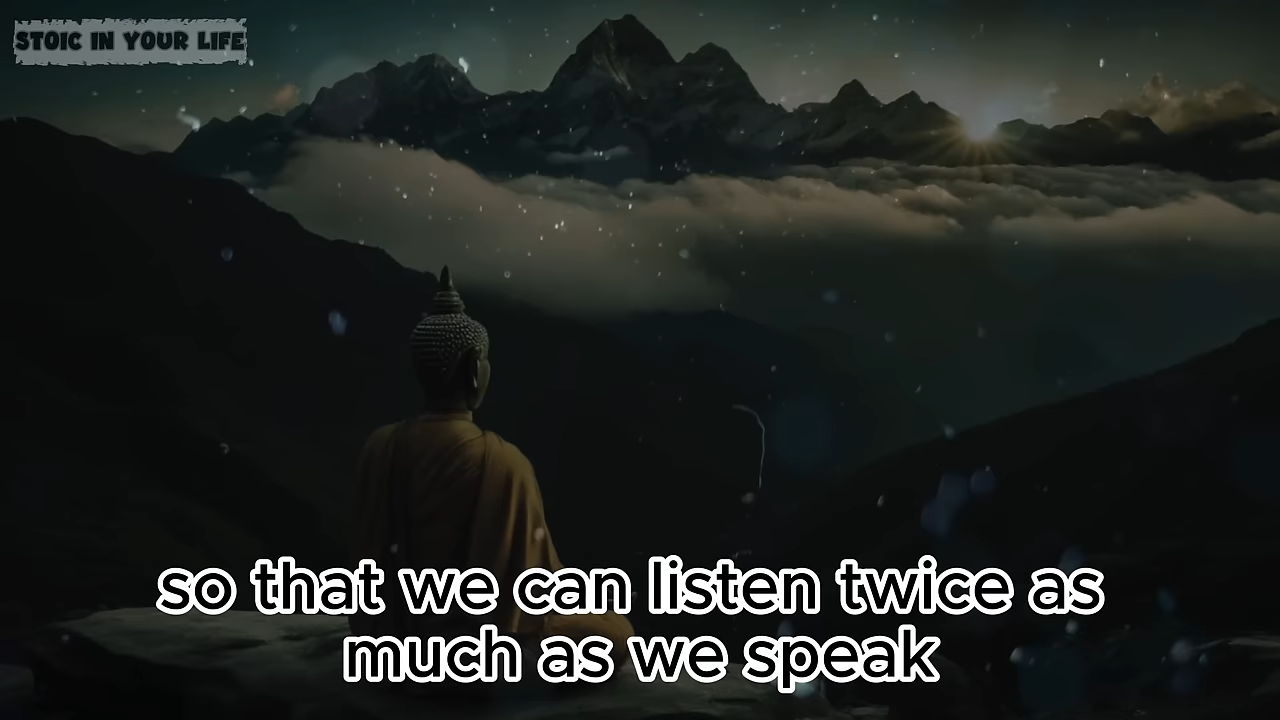 STOIC IN YOUR LIFE
so that we can listen twice as
much as we speak